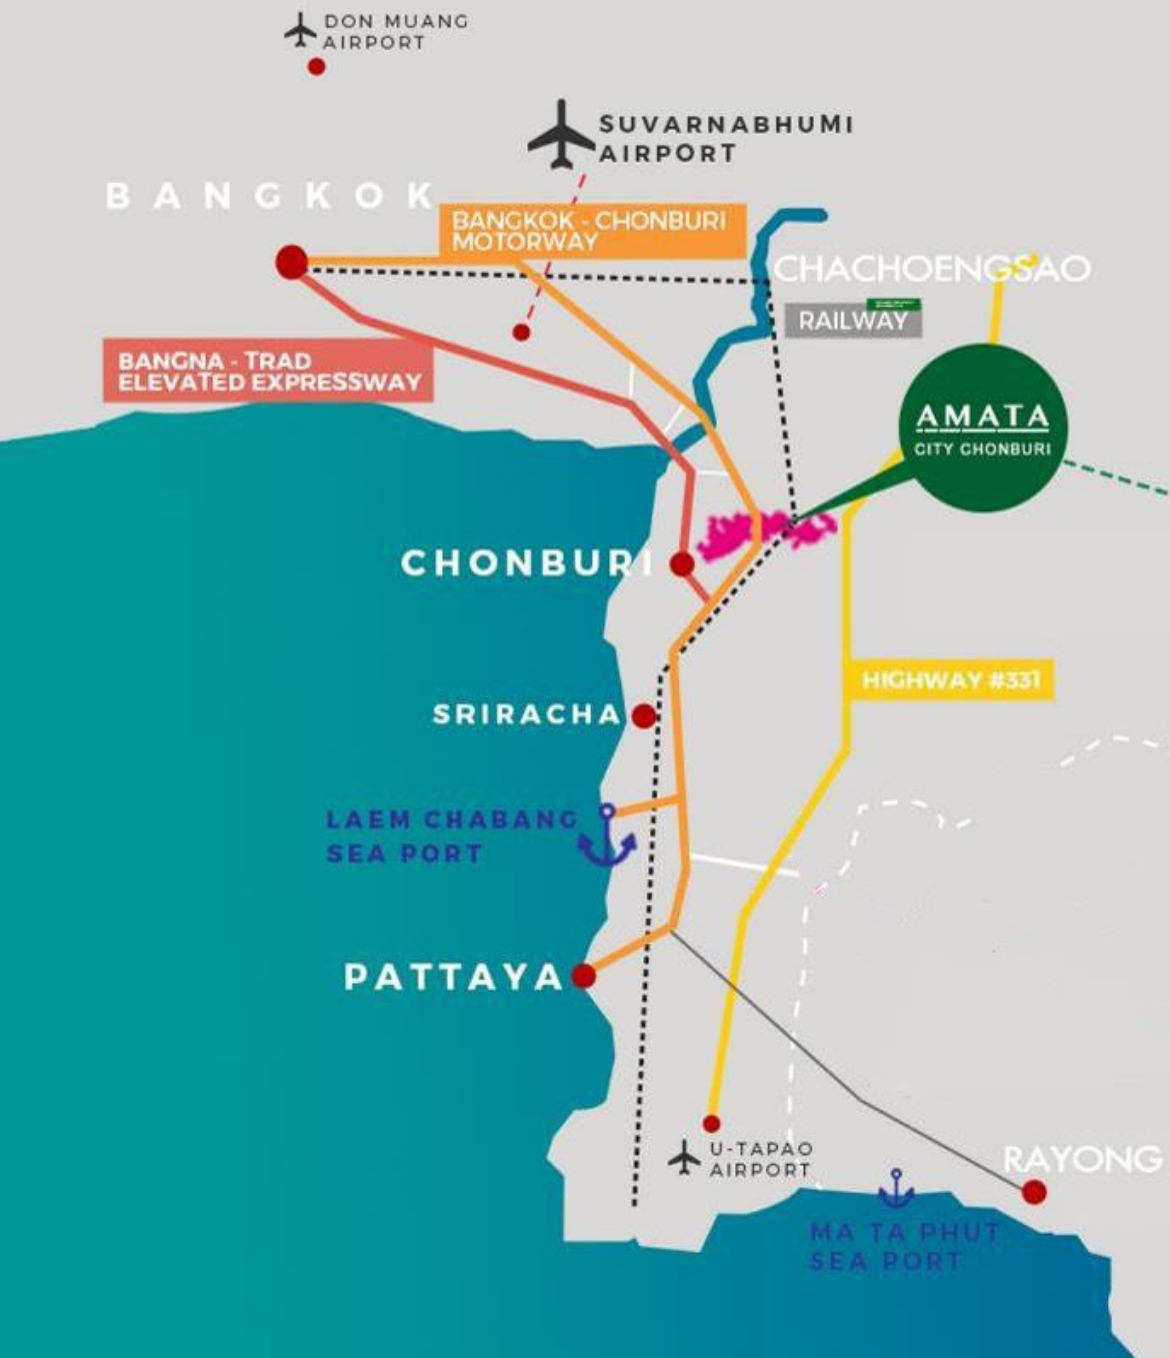 DON MUANG
AIRPORT
SUVARNABHUMI
AIRPORT
BANGKOK
BANGKOK - CHONBURI
MOTORWAY
CHACHOENGSAO
RAILWAY
BANGNA - TRAD
ELEVATED EXPRESSWAY
AMATA
CITY CHONBURI
CHONBURI
HIGHWAY #331
SRIRACHA
LAEM CHABANG
SEA PORT
PATTAYA
U-TAPAO
AIRPORT
RAYONG
MA TA PHUT
SEA PORT